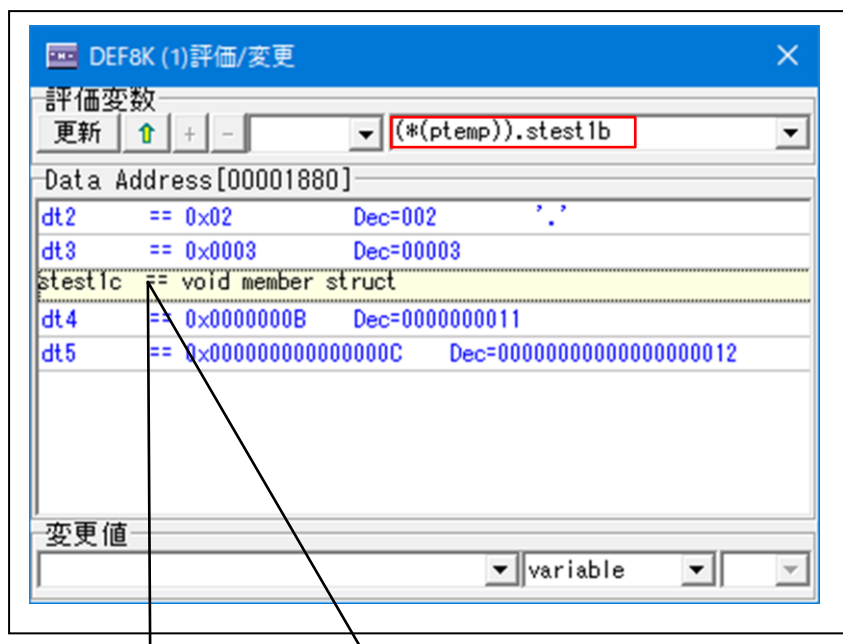 DEF8K (1)評価/変更
評価変数
更新 + - (*(ptemp)).stest1b
Data Address[00001880]
dt2 == 0x02 Dec=002 '.'
dt3 == 0x0003 Dec=00003
stest1c == void member struct
dt4 == 0x0000000B Dec=0000000011
dt5 == 0x000000000000000C Dec=00000000000000000012
変更値
variable